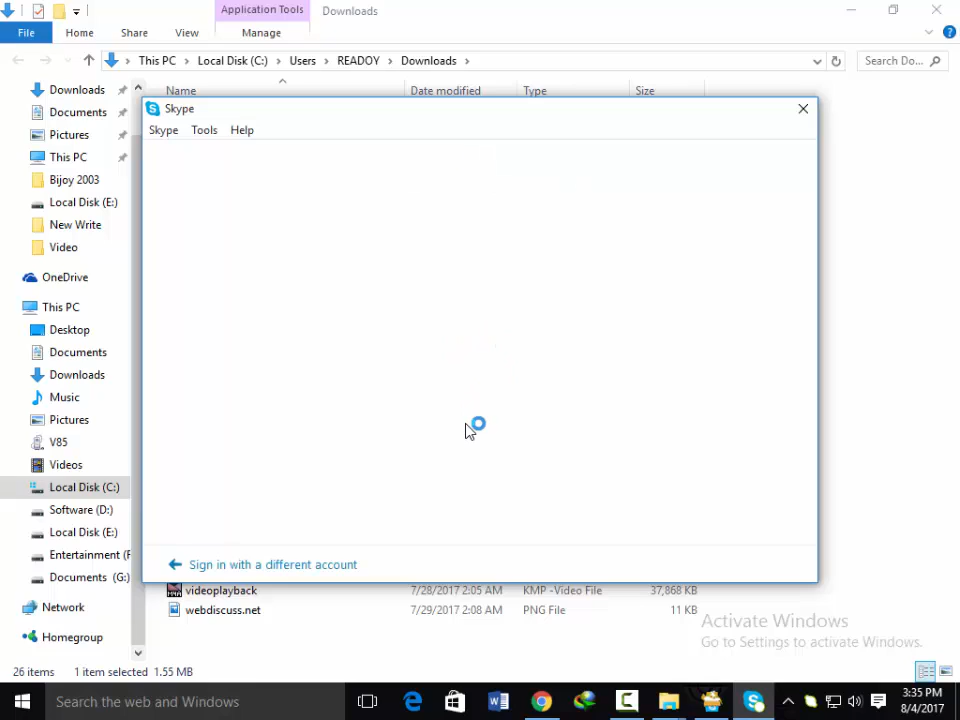 Application Tools
Downloads
File
Home
Share
View
Manage
This PC
Local Disk (C:)
Users
READOY
Downloads
Search Do...
Name
Date modified
Type
Size
Downloads
Documents
Pictures
This PC
Bijoy 2003
Local Disk (E:)
New Write
Video
OneDrive
This PC
Desktop
Documents
Downloads
Music
Pictures
V85
Videos
Local Disk (C:)
Software (D:)
Local Disk (E:)
Entertainment (F
Documents (G:)
Network
Homegroup
Skype
Skype Tools Help
Sign in with a different account
videoplayback 7/28/2017 2:05 AM KMP -Video File 37,868 KB
webdiscuss.net 7/29/2017 2:08 AM PNG File 11 KB
Activate Windows
Go to Settings to activate Windows.
26 items 1 item selected 1.55 MB
Search the web and Windows
3:35 PM
8/4/2017